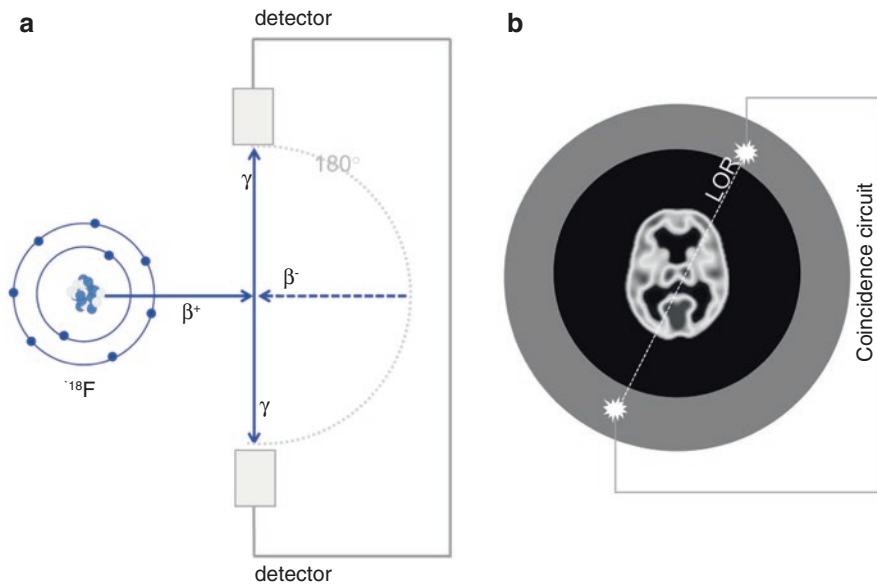 a
detector
180°
γ
β⁻
β⁺
¹⁸F
γ
detector
b
LOR
Coincidence circuit